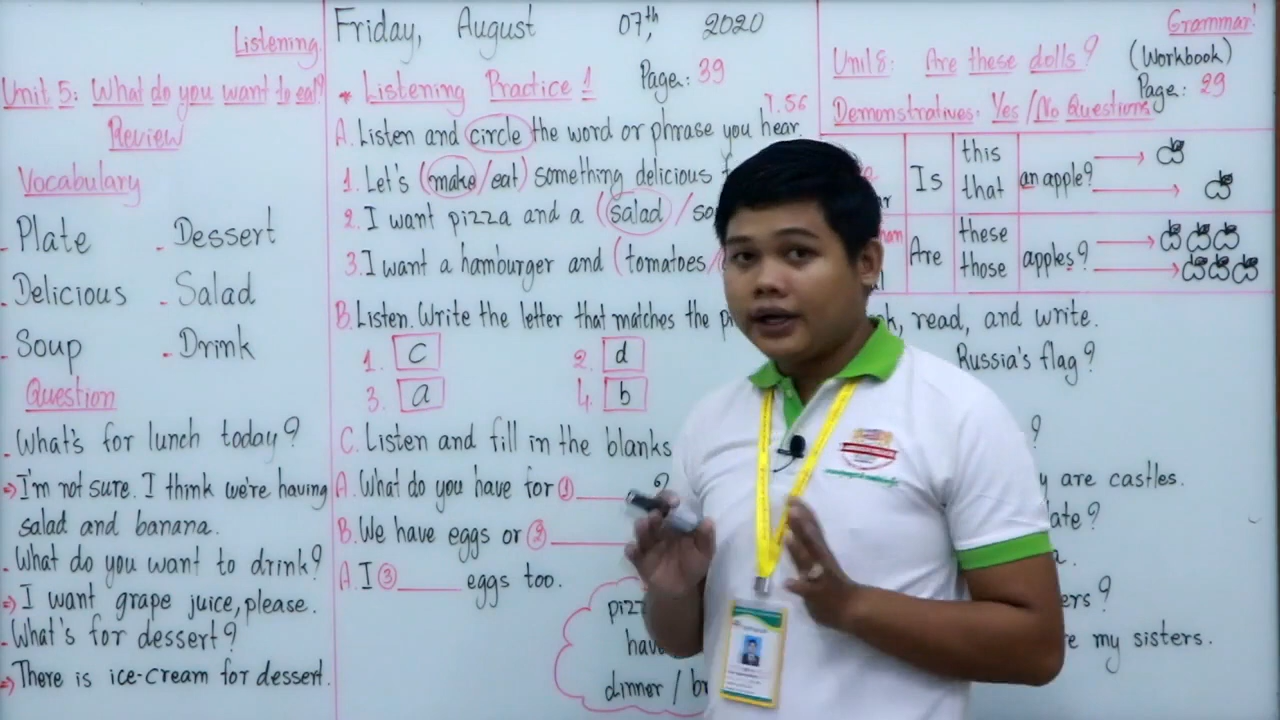 Listening
Unit 5: What do you want to eat?
Review
Vocabulary
- Plate - Dessert
- Delicious - Salad
- Soup - Drink
Question
- What's for lunch today?
I'm not sure. I think we're having
salad and banana.
- What do you want to drink?
I want grape juice, please.
- What's for dessert?
There is ice-cream for dessert.
Friday, August 07th, 2020
* Listening Practice 1 Page: 39
T.56
A. Listen and circle the word or phrase you hear.
1. Let's (make/eat) something delicious
2. I want pizza and a (salad/
3. I want a hamburger and (tomatoes/
B. Listen. Write the letter that matches the
1. c 2. d
3. a 4. b
C. Listen and fill in the blanks
A. What do you have for ① ____ ?
B. We have eggs or ② ____
A. I ③ ____ eggs too.
dinner /
Grammar!
Unit 8: Are these dolls? (Workbook)
Page: 29
Demonstratives: Yes/No Questions
Is this that an apple?
Are these those apples?
read, and write.
Russia's flag?
?
are castles.
?
?
my sisters.